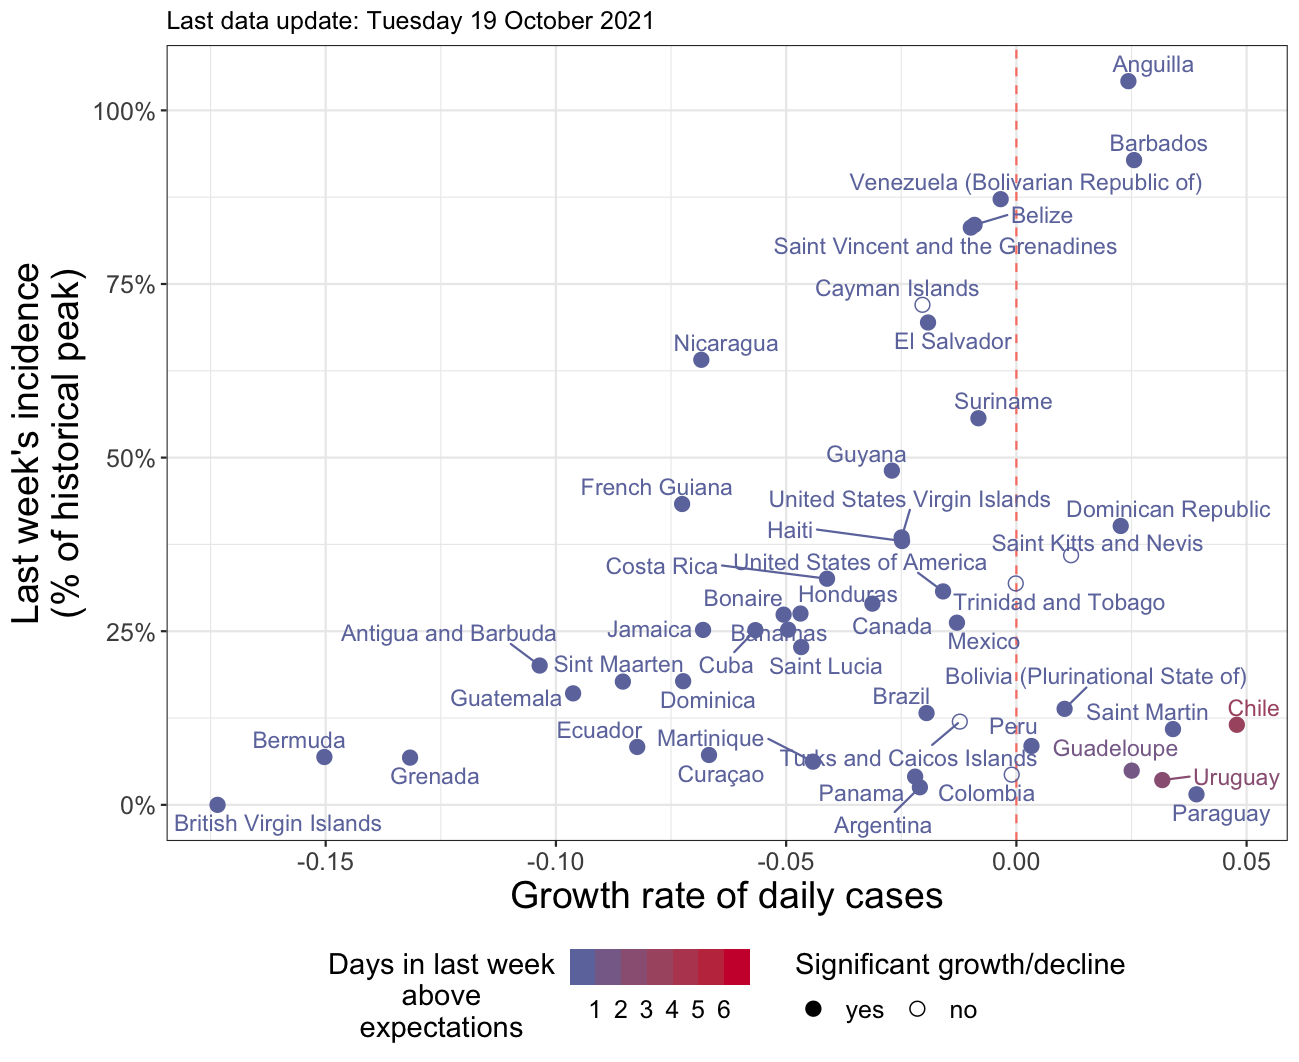 Last data update: Tuesday 19 October 2021
Last week's incidence
(% of historical peak)
100%
75%
50%
25%
0%
Anguilla
Barbados
Venezuela (Bolivarian Republic of)
Belize
Saint Vincent and the Grenadines
Cayman Islands
El Salvador
Nicaragua
Suriname
Guyana
French Guiana
United States Virgin Islands
Dominican Republic
Haiti
Saint Kitts and Nevis
United States of America
Costa Rica
Honduras
Bonaire
Trinidad and Tobago
Canada
Jamaica
Bahamas
Antigua and Barbuda
Mexico
Sint Maarten
Cuba
Saint Lucia
Bolivia (Plurinational State of)
Guatemala
Dominica
Brazil
Chile
Saint Martin
Ecuador
Peru
Martinique
Bermuda
Guadeloupe
Turks and Caicos Islands
Grenada
Curaçao
Uruguay
Panama
Colombia
Paraguay
British Virgin Islands
Argentina
-0.15
-0.10
-0.05
0.00
0.05
Growth rate of daily cases
Days in last week
above
expectations
1 2 3 4 5 6
Significant growth/decline
yes
no